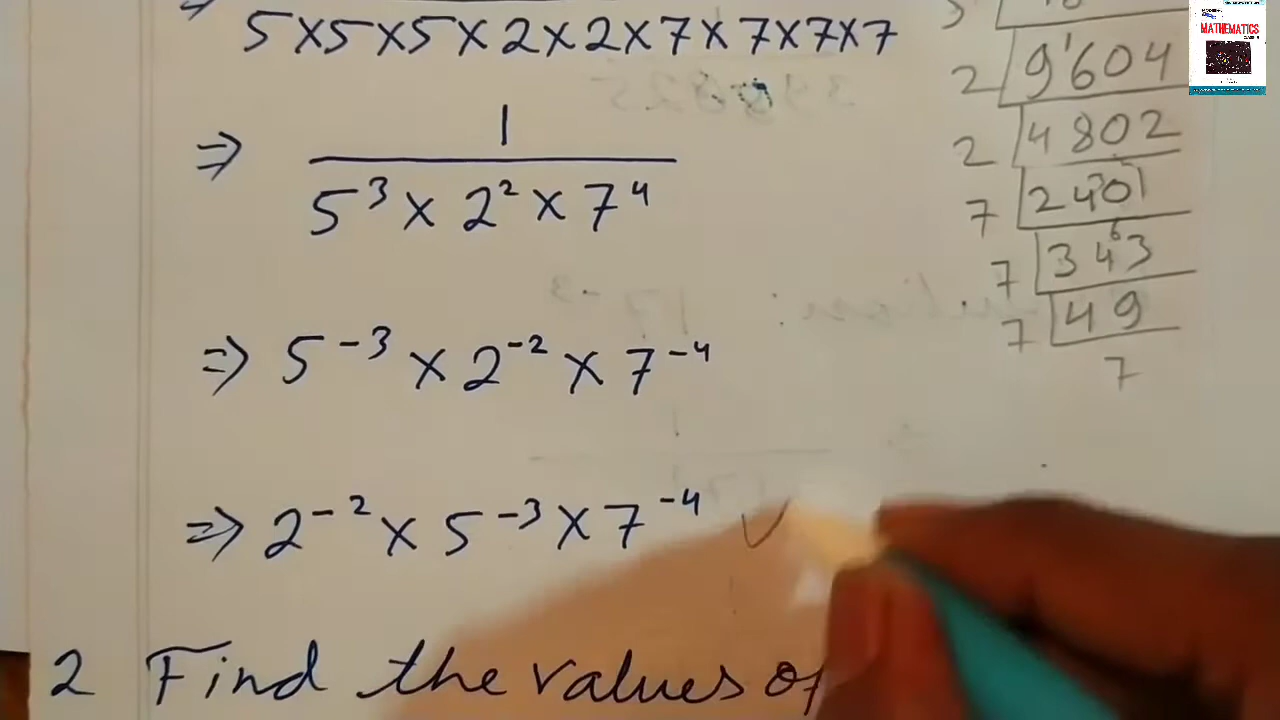 5×5×5×2×2×7×7×7×7
⇒ 1
5³ × 2² × 7⁴
⇒ 5⁻³ × 2⁻² × 7⁻⁴
⇒ 2⁻² × 5⁻³ × 7⁻⁴ ✓
2 Find the values of
2 9604
2 4802
7 2401
7 343
7 49
7
MATHEMATICS